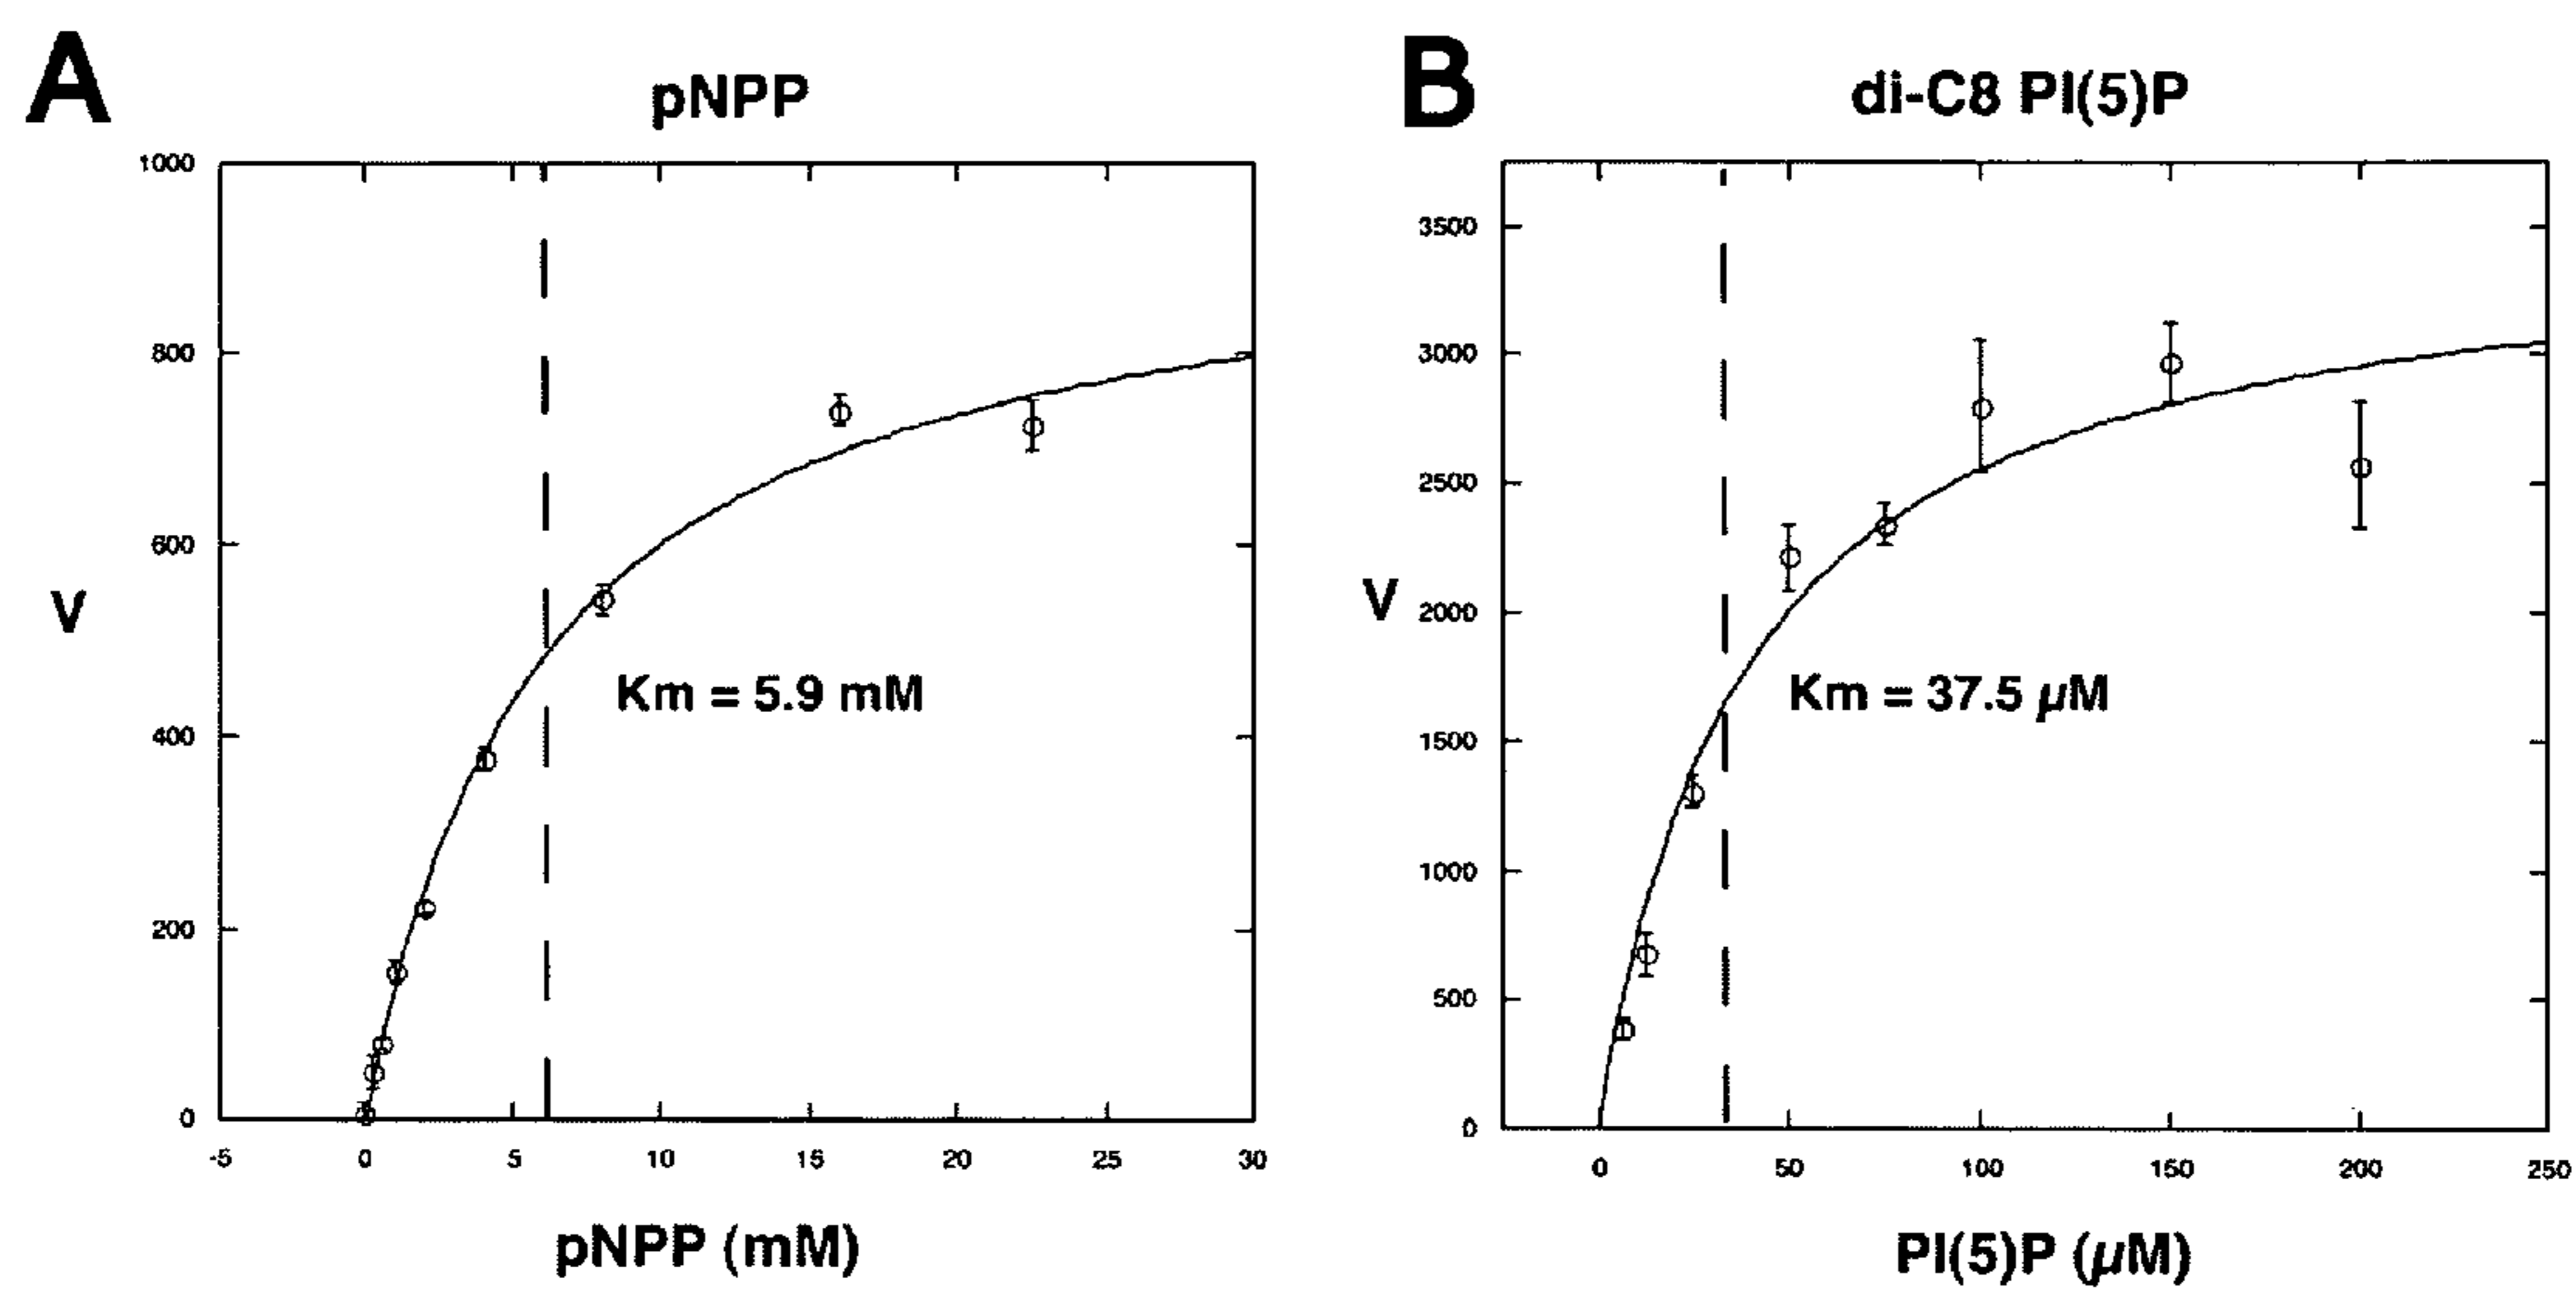 A
pNPP
1000
800
600
400
200
0
V
Km = 5.9 mM
-5 0 5 10 15 20 25 30
pNPP (mM)
B
di-C8 PI(5)P
3500
3000
2500
2000
1500
1000
500
0
V
Km = 37.5 µM
0 50 100 150 200 250
PI(5)P (µM)